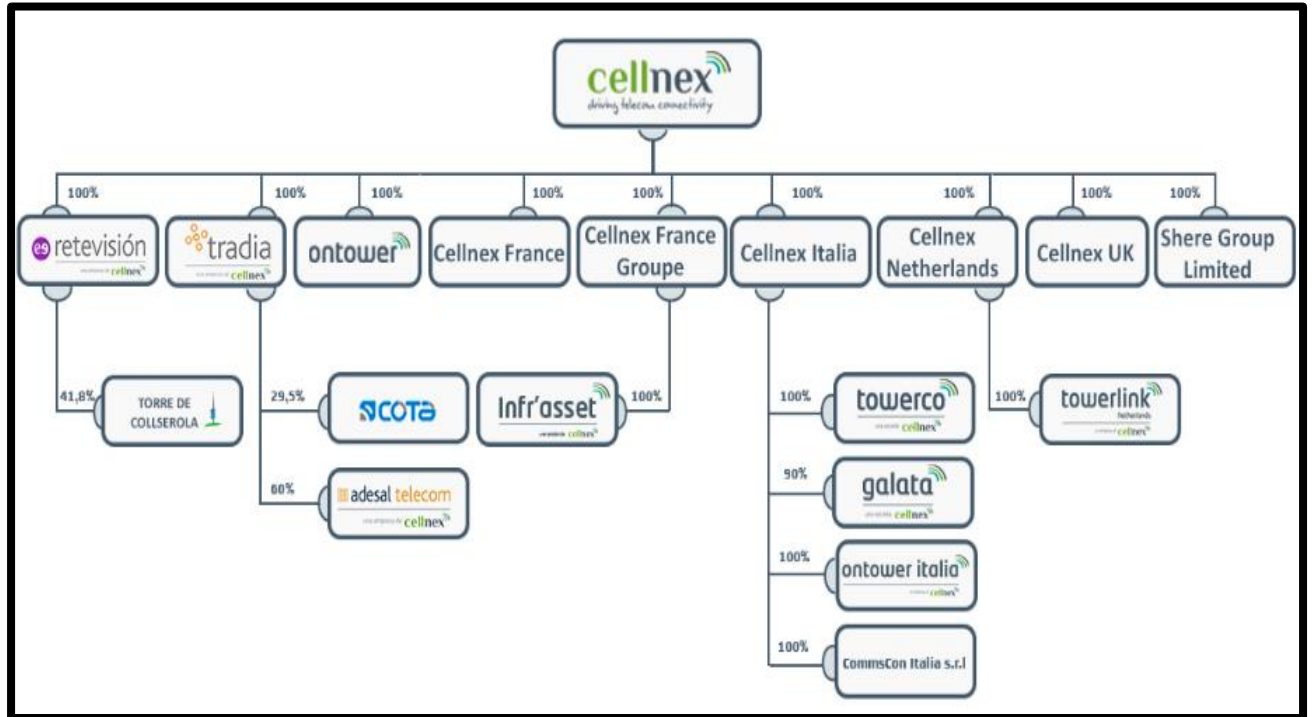 cellnex
driving telecom connectivity
100%
100%
100%
100%
100%
100%
100%
100%
100%
retevisión
cellnex
tradia
cellnex
ontower
Cellnex France
Cellnex France
Groupe
Cellnex Italia
Cellnex
Netherlands
Cellnex UK
Shere Group
Limited
41,8%
TORRE DE
COLLSEROLA
29,5%
COTA
Infr'asset
cellnex
100%
100%
towerco
cellnex
100%
towerlink
Netherlands
cellnex
60%
adesal telecom
una empresa de cellnex
90%
galata
cellnex
100%
ontower italia
cellnex
100%
CommsCon Italia s.r.l